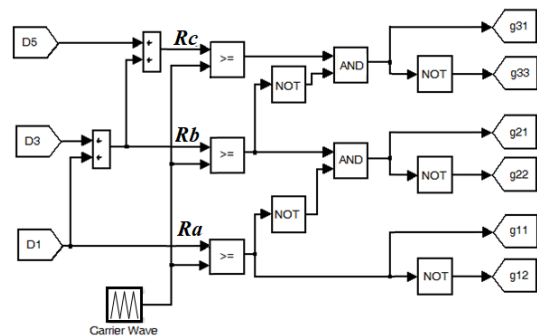 D5
Rc
>=
AND
g31
NOT
NOT
g33
D3
Rb
>=
AND
g21
NOT
g22
NOT
D1
Ra
>=
g11
NOT
g12
Carrier Wave